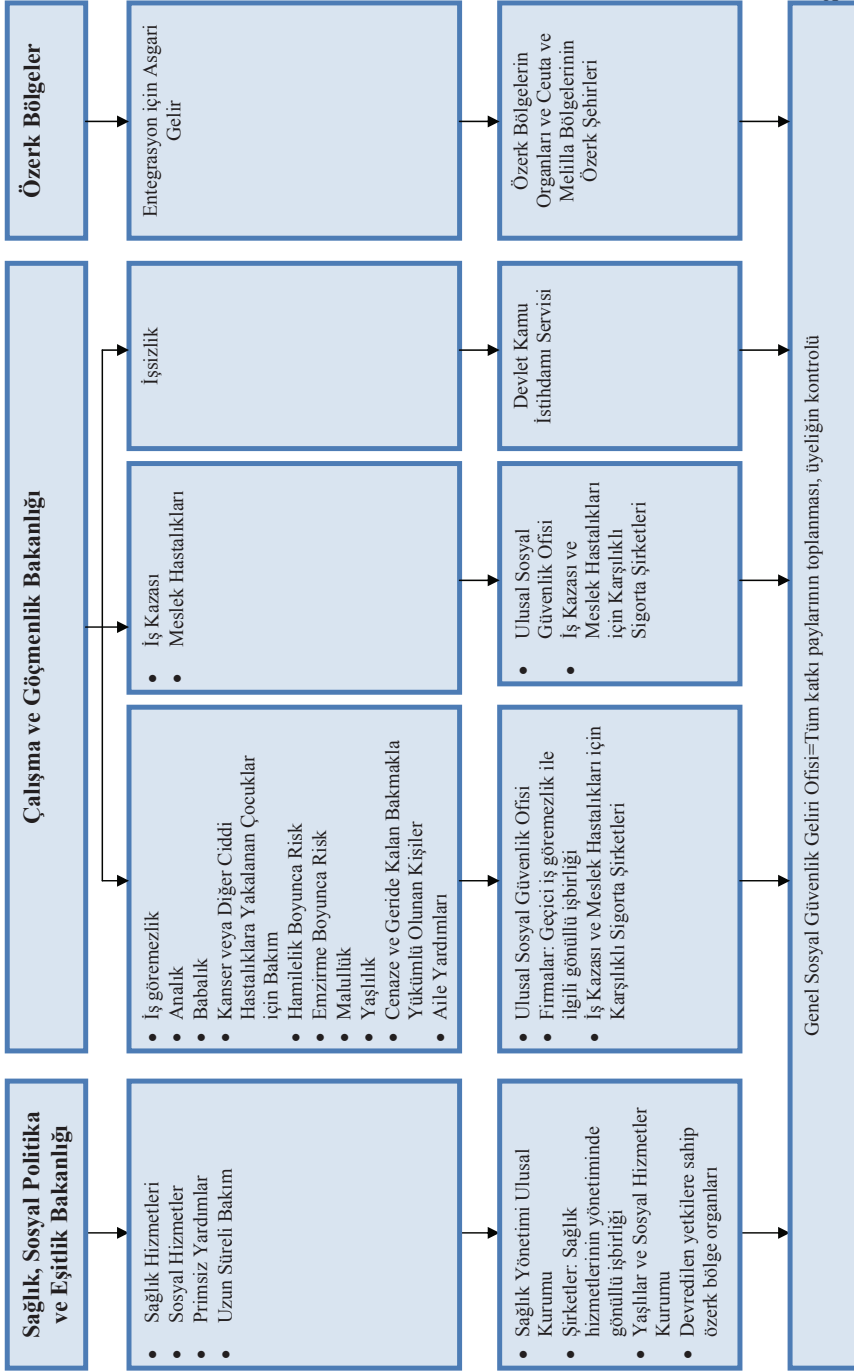 Sağlık, Sosyal Politika
ve Eşitlik Bakanlığı
Çalışma ve Göçmenlik Bakanlığı
Özerk Bölgeler
• Sağlık Hizmetleri
• Sosyal Hizmetler
• Primsiz Yardımlar
• Uzun Süreli Bakım
• İş göremezlik
• Analık
• Babalık
• Kanser veya Diğer Ciddi
Hastalıklara Yakalanan Çocuklar
için Bakım
• Hamilelik Boyunca Risk
• Emzirme Boyunca Risk
• Malullük
• Yaşlılık
• Cenaze ve Geride Kalan Bakmakla
Yükümlü Olunan Kişiler
• Aile Yardımları
• İş Kazası
• Meslek Hastalıkları
İşsizlik
Entegrasyon için Asgari
Gelir
• Sağlık Yönetimi Ulusal
Kurumu
• Şirketler: Sağlık
hizmetlerinin yönetiminde
gönüllü işbirliği
• Yaşlılar ve Sosyal Hizmetler
Kurumu
• Devredilen yetkilere sahip
özerk bölge organları
• Ulusal Sosyal Güvenlik Ofisi
• Firmalar: Geçici iş göremezlik ile
ilgili gönüllü işbirliği
• İş Kazası ve Meslek Hastalıkları için
Karşılıklı Sigorta Şirketleri
• Ulusal Sosyal
Güvenlik Ofisi
• İş Kazası ve
Meslek Hastalıkları
için Karşılıklı
Sigorta Şirketleri
Devlet Kamu
İstihdamı Servisi
Özerk Bölgelerin
Organları ve Ceuta ve
Melilla Bölgelerinin
Özerk Şehirleri
Genel Sosyal Güvenlik Geliri Ofisi=Tüm katkı paylarının toplanması, üyeliğin kontrolü